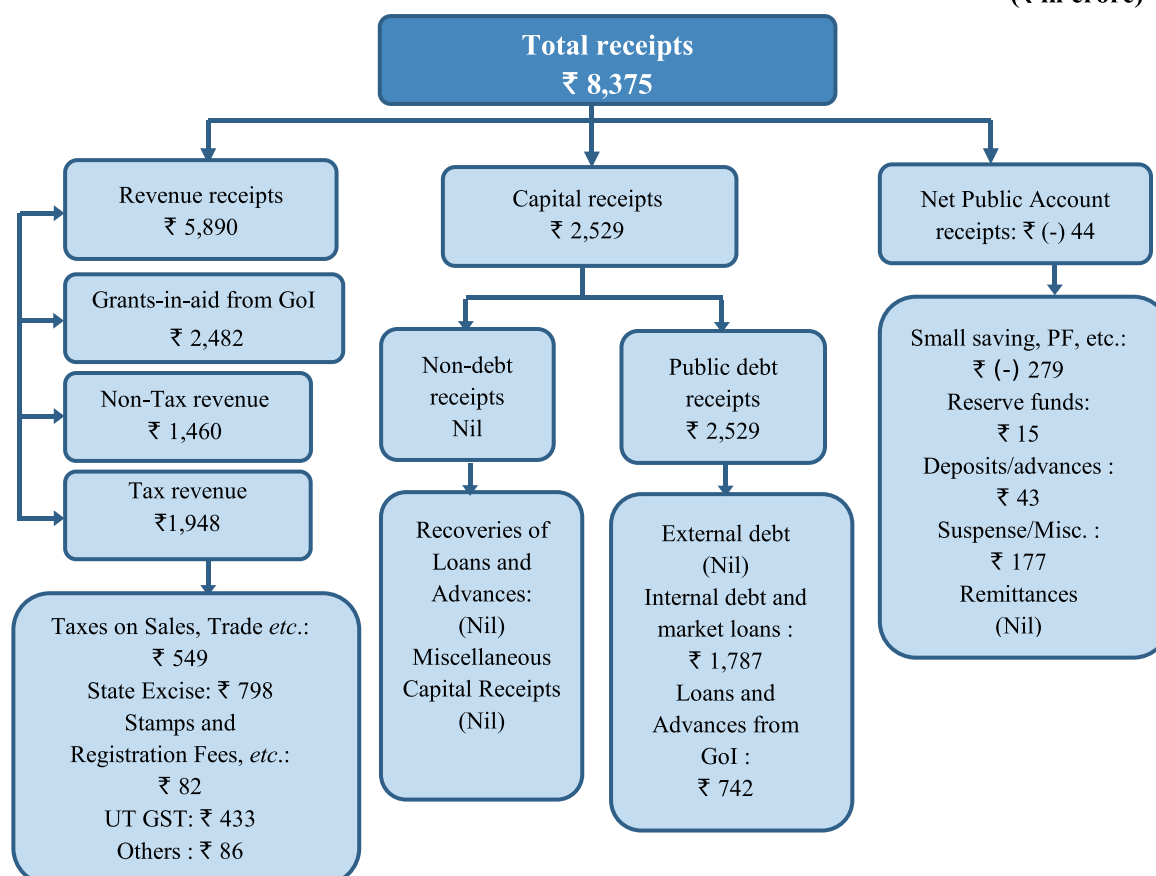 (₹ in crore)
Total receipts
₹ 8,375
Revenue receipts
₹ 5,890
Grants-in-aid from GoI
₹ 2,482
Non-Tax revenue
₹ 1,460
Tax revenue
₹1,948
Taxes on Sales, Trade etc.:
₹ 549
State Excise: ₹ 798
Stamps and
Registration Fees, etc.:
₹ 82
UT GST: ₹ 433
Others : ₹ 86
Capital receipts
₹ 2,529
Non-debt
receipts
Nil
Recoveries of
Loans and
Advances:
(Nil)
Miscellaneous
Capital Receipts
(Nil)
Public debt
receipts
₹ 2,529
External debt
(Nil)
Internal debt and
market loans :
₹ 1,787
Loans and
Advances from
GoI :
₹ 742
Net Public Account
receipts: ₹ (-) 44
Small saving, PF, etc.:
₹ (-) 279
Reserve funds:
₹ 15
Deposits/advances :
₹ 43
Suspense/Misc. :
₹ 177
Remittances
(Nil)